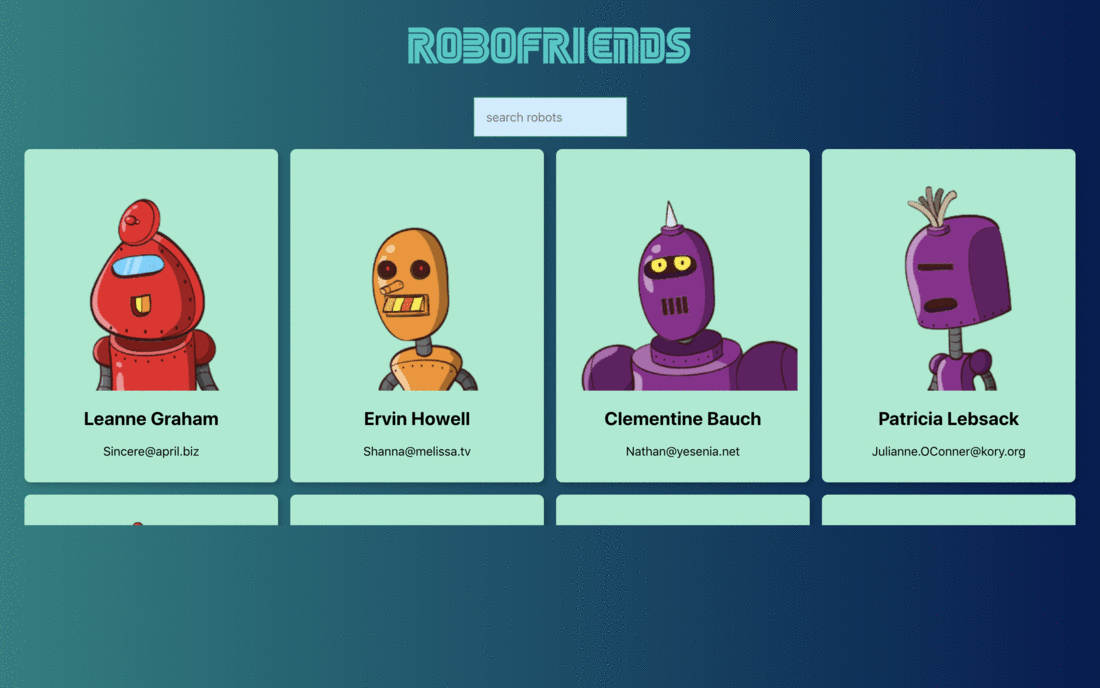 ROBOFRIENDS
search robots
Leanne Graham
Sincere@april.biz
Ervin Howell
Shanna@melissa.tv
Clementine Bauch
Nathan@yesenia.net
Patricia Lebsack
Julianne.OConner@kory.org